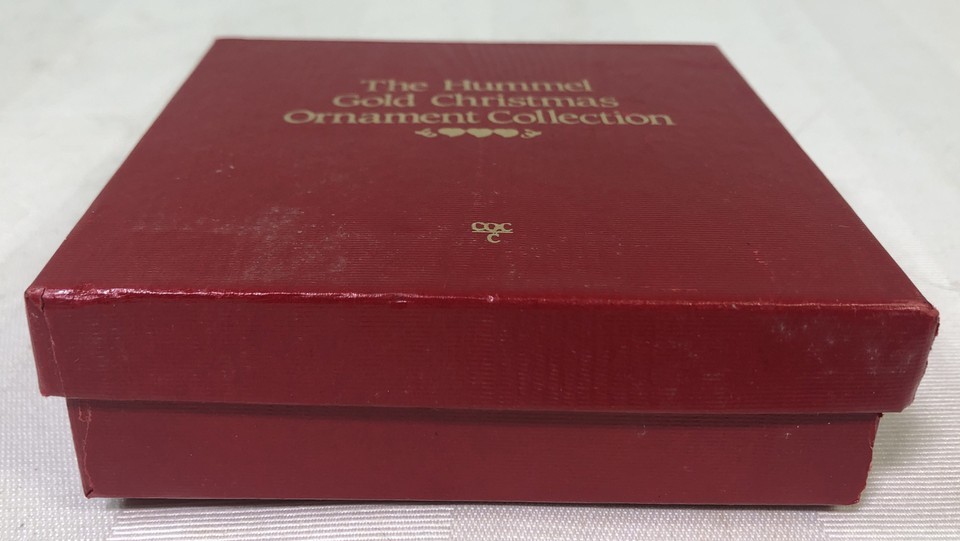 The Hummel
Gold Christmas
Ornament Collection